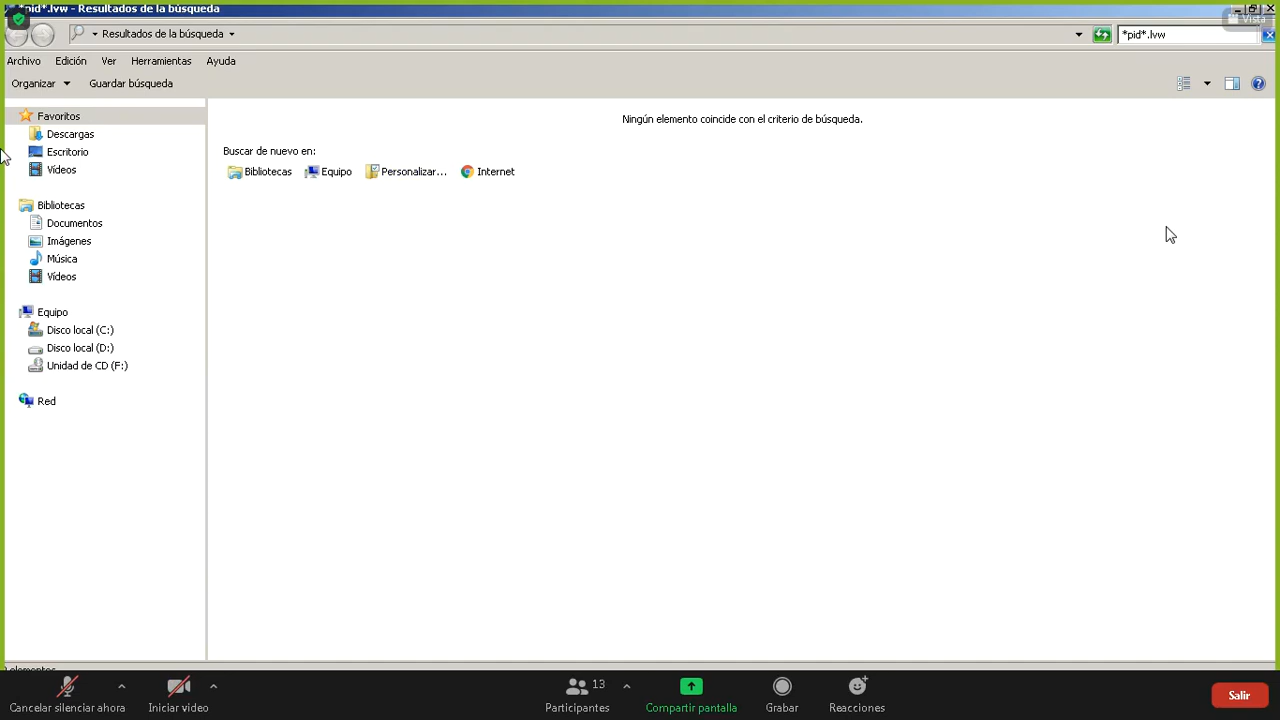 *pid*.lvw - Resultados de la búsqueda
Vista
Resultados de la búsqueda
*pid*.lvw
Archivo Edición Ver Herramientas Ayuda
Organizar Guardar búsqueda
Favoritos
Descargas
Escritorio
Vídeos
Bibliotecas
Documentos
Imágenes
Música
Vídeos
Equipo
Disco local (C:)
Disco local (D:)
Unidad de CD (F:)
Red
Ningún elemento coincide con el criterio de búsqueda.
Buscar de nuevo en:
Bibliotecas Equipo Personalizar... Internet
elementos
13
Cancelar silenciar ahora Iniciar video Participantes Compartir pantalla Grabar Reacciones Salir